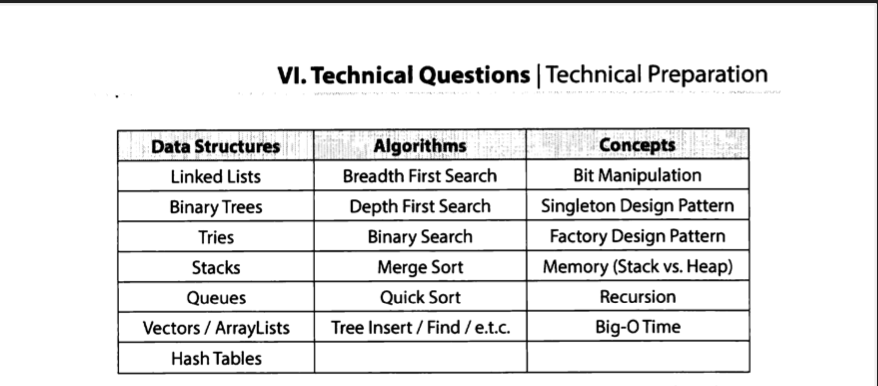 VI. Technical Questions | Technical Preparation
Data Structures Algorithms Concepts
Linked Lists Breadth First Search Bit Manipulation
Binary Trees Depth First Search Singleton Design Pattern
Tries Binary Search Factory Design Pattern
Stacks Merge Sort Memory (Stack vs. Heap)
Queues Quick Sort Recursion
Vectors / ArrayLists Tree Insert / Find / e.t.c. Big-O Time
Hash Tables